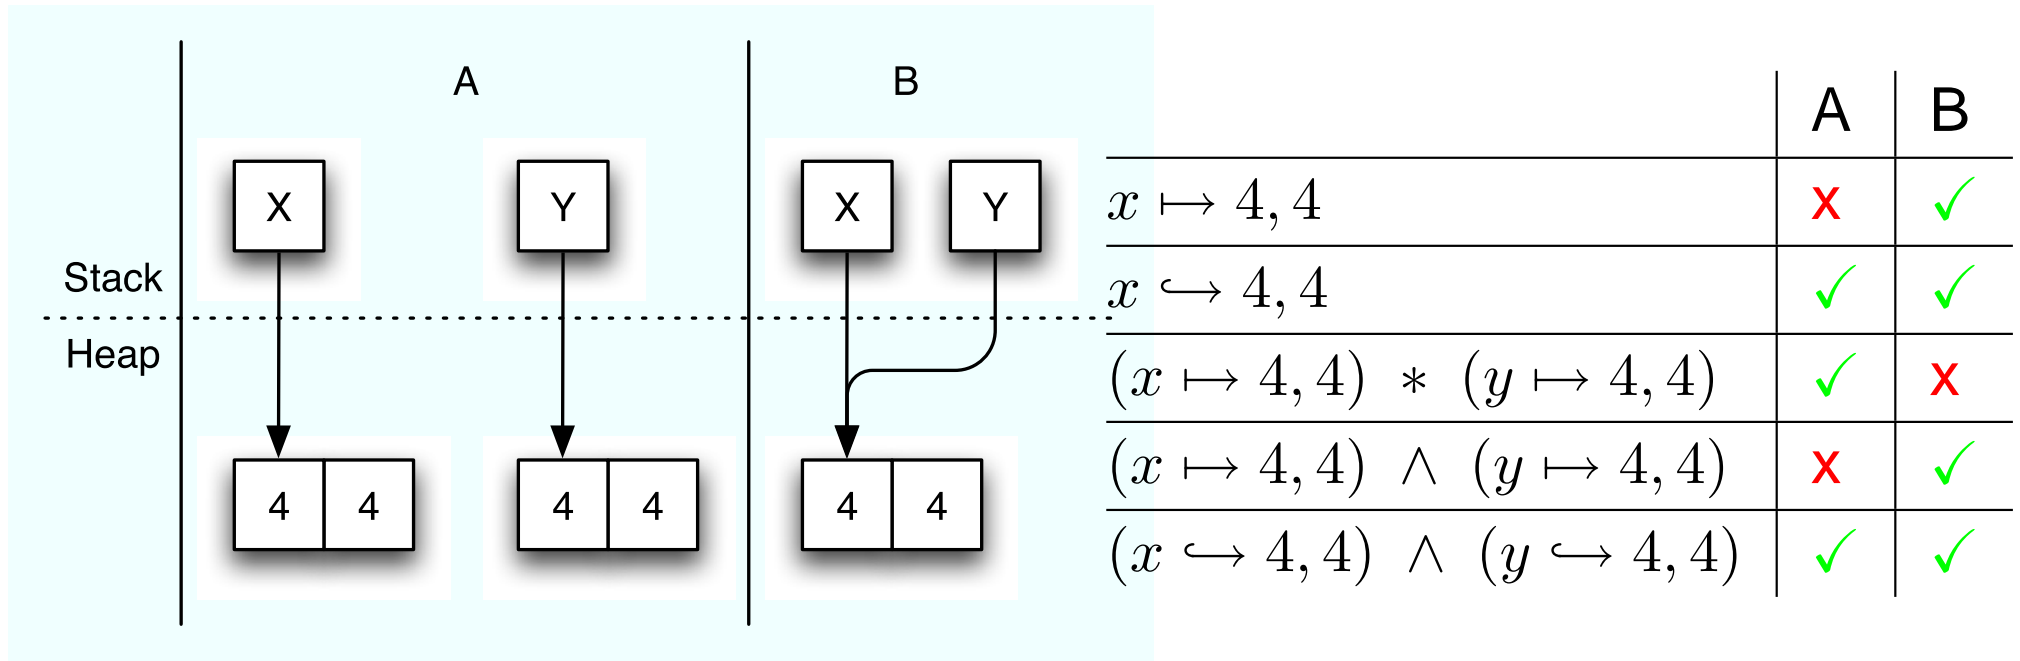 A B
X Y X Y
Stack
Heap
4 4 4 4 4 4
A B
x ↦ 4, 4 x ✓
x ↪ 4, 4 ✓ ✓
(x ↦ 4, 4) ∗ (y ↦ 4, 4) ✓ x
(x ↦ 4, 4) ∧ (y ↦ 4, 4) x ✓
(x ↪ 4, 4) ∧ (y ↪ 4, 4) ✓ ✓